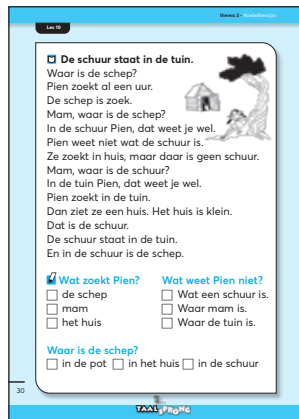 thema 2 - Kriebelbeestjes
Les 10
De schuur staat in de tuin.
Waar is de schep?
Pien zoekt al een uur.
De schep is zoek.
Mam, waar is de schep?
In de schuur Pien, dat weet je wel.
Pien weet niet wat de schuur is.
Ze zoekt in huis, maar daar is geen schuur.
Mam, waar is de schuur?
In de tuin Pien, dat weet je wel.
Pien zoekt in de tuin.
Dan ziet ze een huis. Het huis is klein.
Dat is de schuur.
De schuur staat in de tuin.
En in de schuur is de schep.
Wat zoekt Pien?
de schep
mam
het huis
Wat weet Pien niet?
Wat een schuur is.
Waar mam is.
Waar de tuin is.
Waar is de schep?
in de pot in het huis in de schuur
30
TAALSPRONG